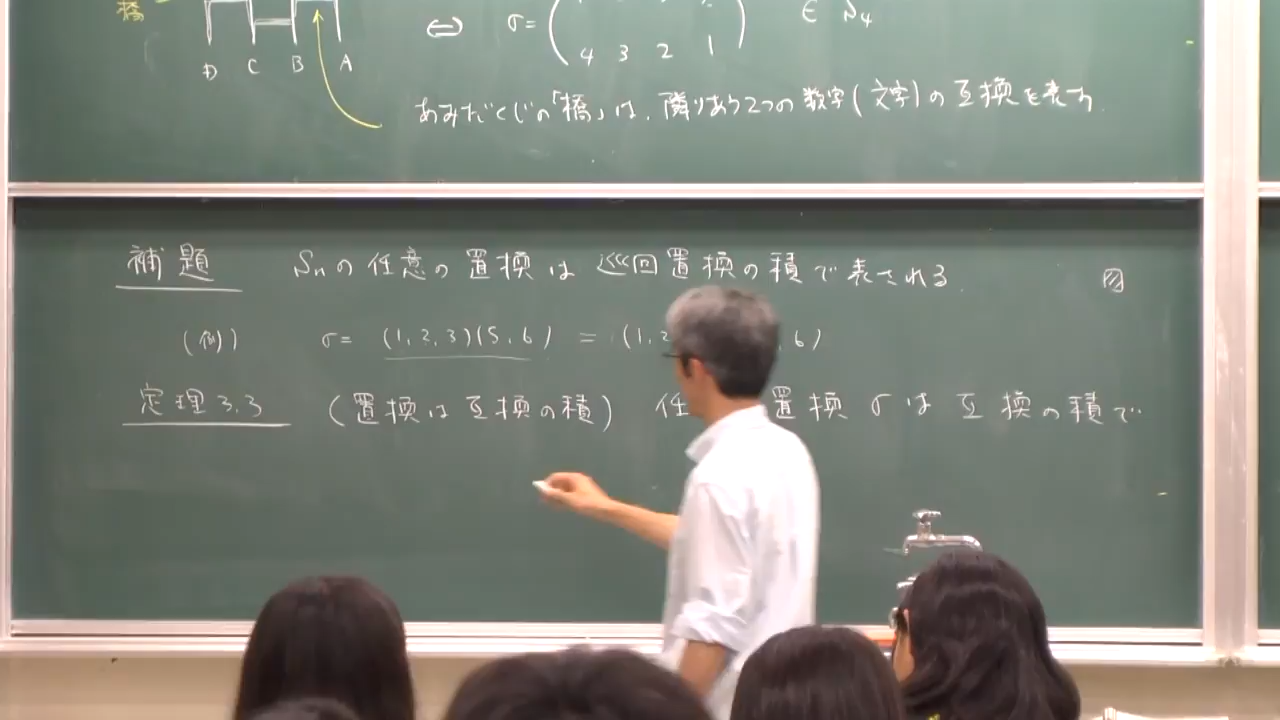 橋
D C B A ⇔ σ= ( 4 3 2 1 ) ∈ S4
あみだくじの「橋」は、隣りあう2つの数字(文字)の互換を表す.
補題 Snの任意の置換は巡回置換の積で表される. 図
(例) σ= (1,2,3)(5,6) = (1,2 ,6)
定理3.3 (置換は互換の積) 任 置換σは互換の積で